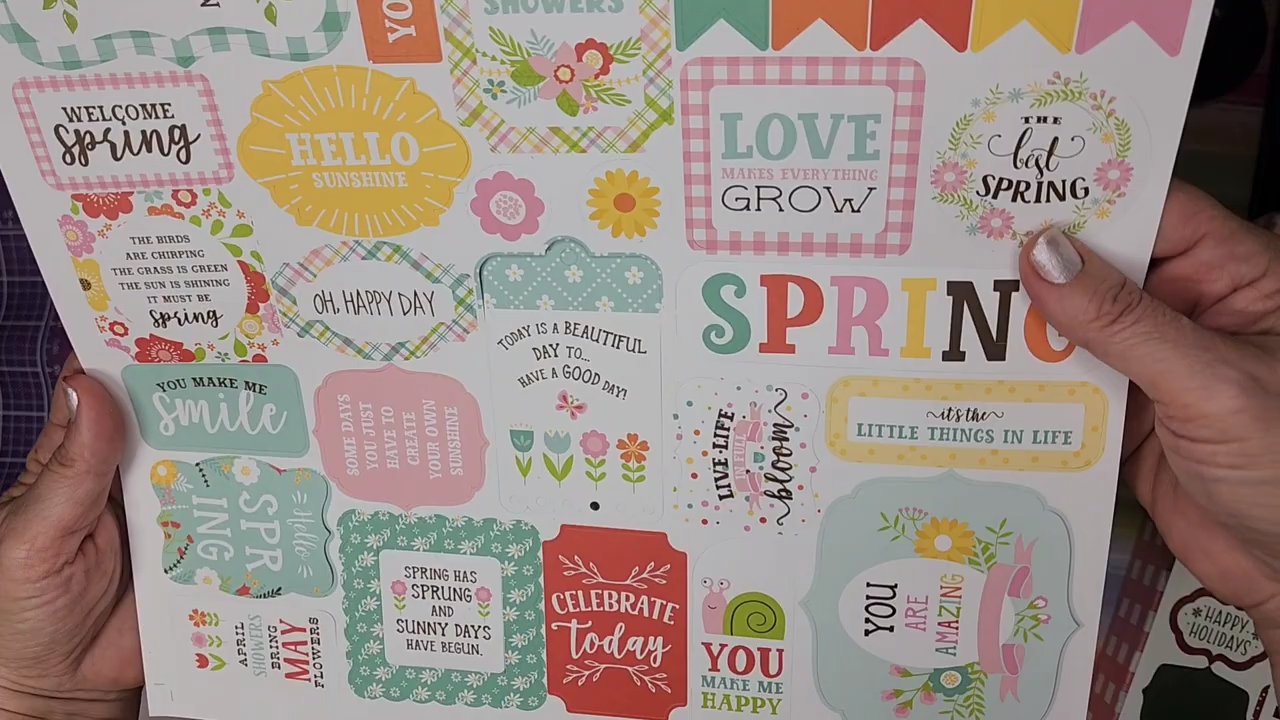 YO
SHOWERS
WELCOME
spring
HELLO
SUNSHINE
LOVE
MAKES EVERYTHING
GROW
THE
best
SPRING
THE BIRDS
ARE CHIRPING
THE GRASS IS GREEN
THE SUN IS SHINING
IT MUST BE
spring
OH, HAPPY DAY
TODAY IS A BEAUTIFUL
DAY TO...
HAVE A GOOD DAY!
SPRING
YOU MAKE ME
smile
SOME DAYS
YOU JUST
HAVE TO
CREATE
YOUR OWN
SUNSHINE
LIVE LIFE
IN FULL
bloom
it's the
LITTLE THINGS IN LIFE
Hello
SPR
ING
SPRING HAS
SPRUNG
AND
SUNNY DAYS
HAVE BEGUN.
CELEBRATE
today
YOU
MAKE ME
HAPPY
YOU
ARE
AMAZING
APRIL
SHOWERS
BRING
MAY
FLOWERS
HAPPY
HOLIDAYS